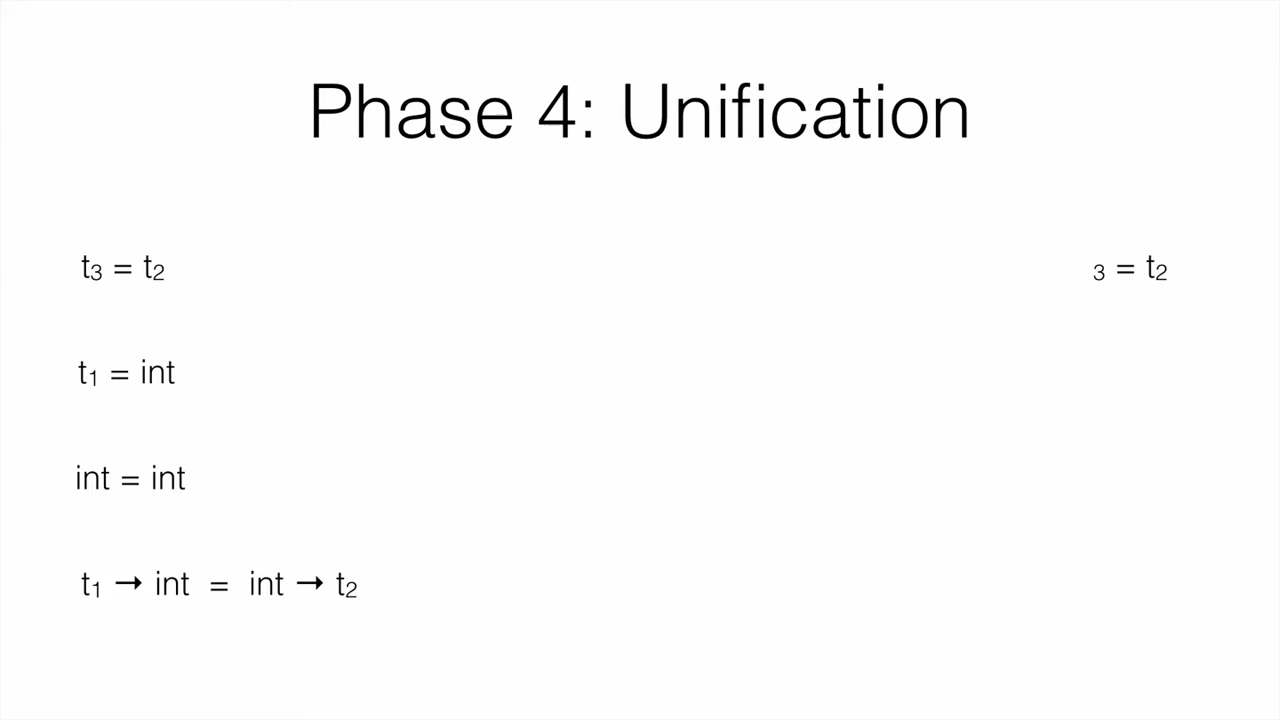 Phase 4: Unification
t₃ = t₂
₃ = t₂
t₁ = int
int = int
t₁ → int = int → t₂